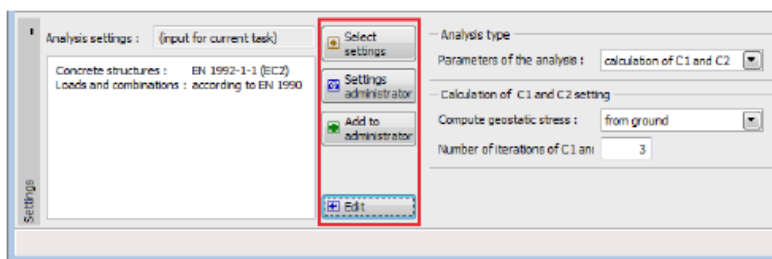 Analysis settings : (input for current task)
Concrete structures : EN 1992-1-1 (EC2)
Loads and combinations : according to EN 1990
Select settings
Settings administrator
Add to administrator
Edit
Analysis type
Parameters of the analysis : calculation of C1 and C2
Calculation of C1 and C2 setting
Compute geostatic stress : from ground
Number of iterations of C1 and 3
Settings